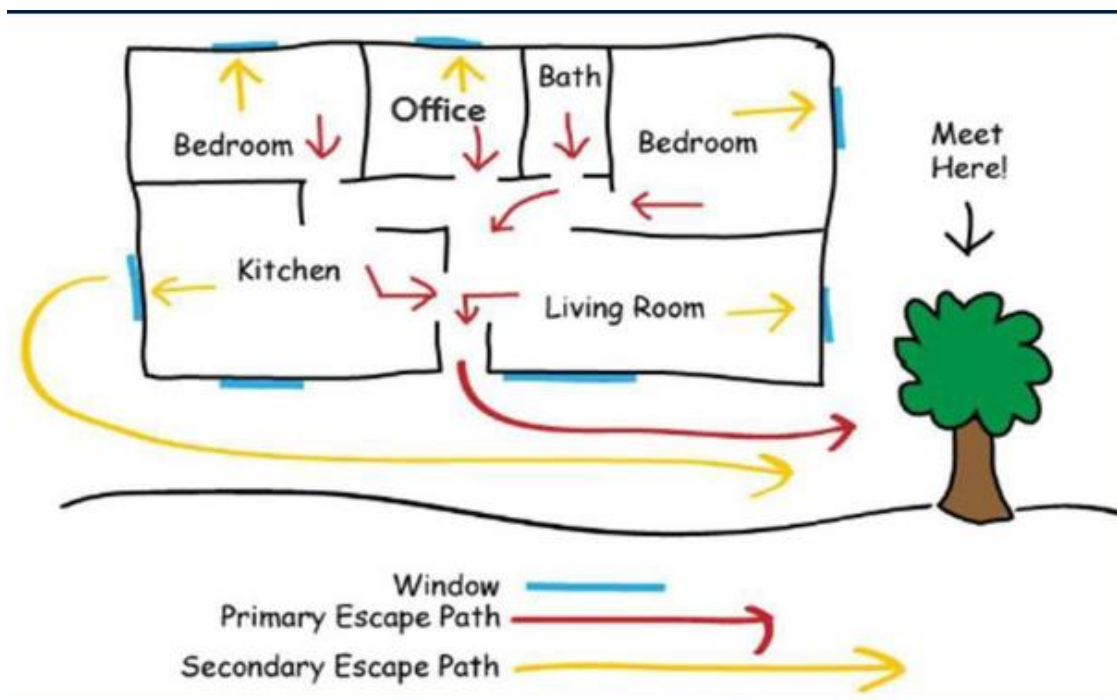 Bath
Office
Bedroom
Bedroom
Meet
Here!
Kitchen
Living Room
Window
Primary Escape Path
Secondary Escape Path